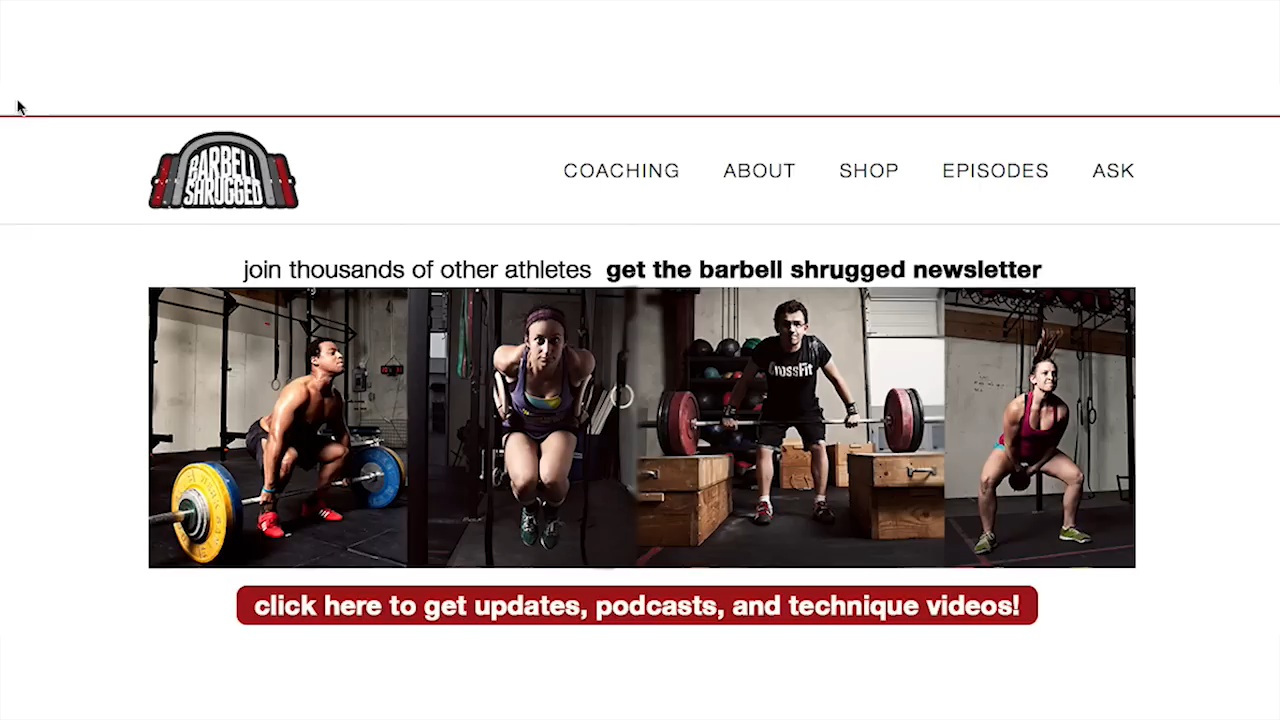 BARBELL
SHRUGGED
COACHING ABOUT SHOP EPISODES ASK
join thousands of other athletes get the barbell shrugged newsletter
CrossFit
click here to get updates, podcasts, and technique videos!